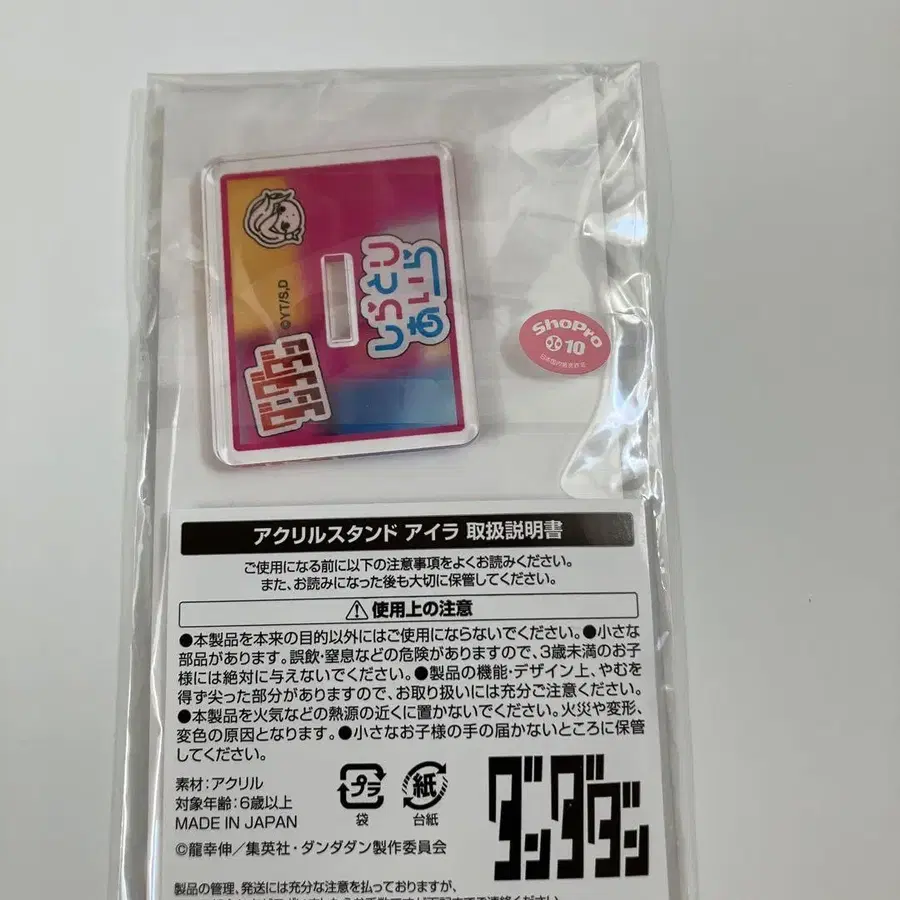 しらとり
あいら
©YT/S,D
ダンダダン
ShoPro
10
アクリルスタンド アイラ 取扱説明書
ご使用になる前に以下の注意事項をよくお読みください。
また、お読みになった後も大切に保管してください。
使用上の注意
●本製品を本来の目的以外にはご使用にならないでください。●小さな
部品があります。誤飲・窒息などの危険がありますので、3歳未満のお子
様には絶対に与えないでください。●製品の機能・デザイン上、やむを
得ず尖った部分がありますので、お取り扱いには充分ご注意ください。
●本製品を火気などの熱源の近くに置かないでください。火災や変形、
変色の原因となります。●小さなお子様の手の届かないところに保管
してください。
素材:アクリル
対象年齢:6歳以上
MADE IN JAPAN
プラ
袋
紙
台紙
ダンダダン
©龍幸伸/集英社・ダンダダン製作委員会
製品の管理、発送には充分な注意を払っておりますが、